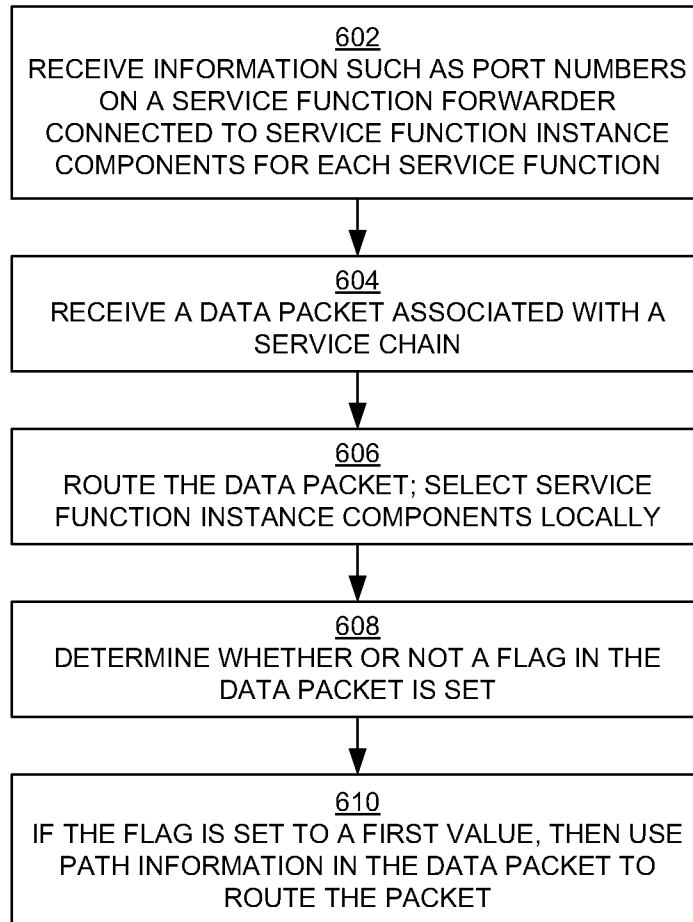 602
RECEIVE INFORMATION SUCH AS PORT NUMBERS
ON A SERVICE FUNCTION FORWARDER
CONNECTED TO SERVICE FUNCTION INSTANCE
COMPONENTS FOR EACH SERVICE FUNCTION
604
RECEIVE A DATA PACKET ASSOCIATED WITH A
SERVICE CHAIN
606
ROUTE THE DATA PACKET; SELECT SERVICE
FUNCTION INSTANCE COMPONENTS LOCALLY
608
DETERMINE WHETHER OR NOT A FLAG IN THE
DATA PACKET IS SET
610
IF THE FLAG IS SET TO A FIRST VALUE, THEN USE
PATH INFORMATION IN THE DATA PACKET TO
ROUTE THE PACKET